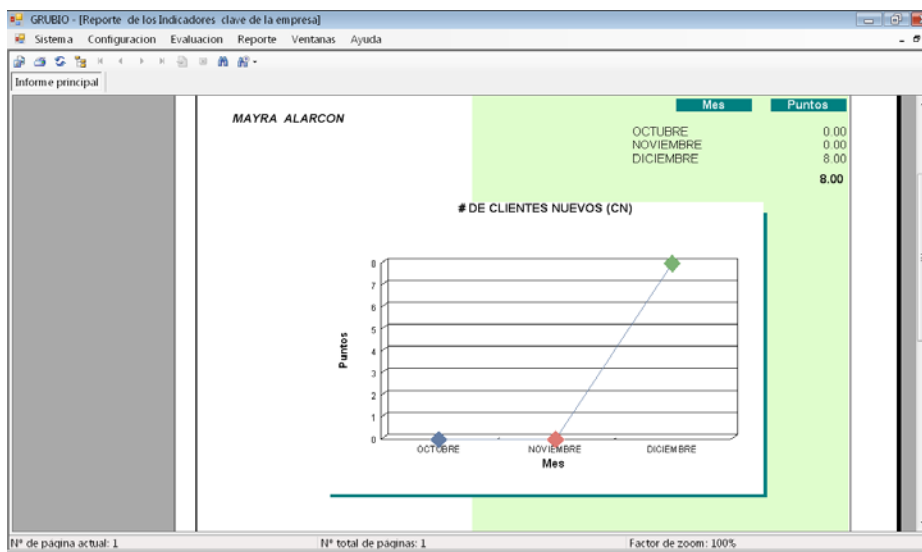 GRUBIO - [Reporte de los Indicadores clave de la empresa]
Sistema Configuracion Evaluacion Reporte Ventanas Ayuda
Informe principal
MAYRA ALARCON
Mes Puntos
OCTUBRE 0.00
NOVIEMBRE 0.00
DICIEMBRE 8.00
8.00
# DE CLIENTES NUEVOS (CN)
8
7
6
5
4
3
2
1
0
Puntos
OCTOBRE NOVIEMBRE DICIEMBRE
Mes
Nº de página actual: 1 Nº total de páginas: 1 Factor de zoom: 100%